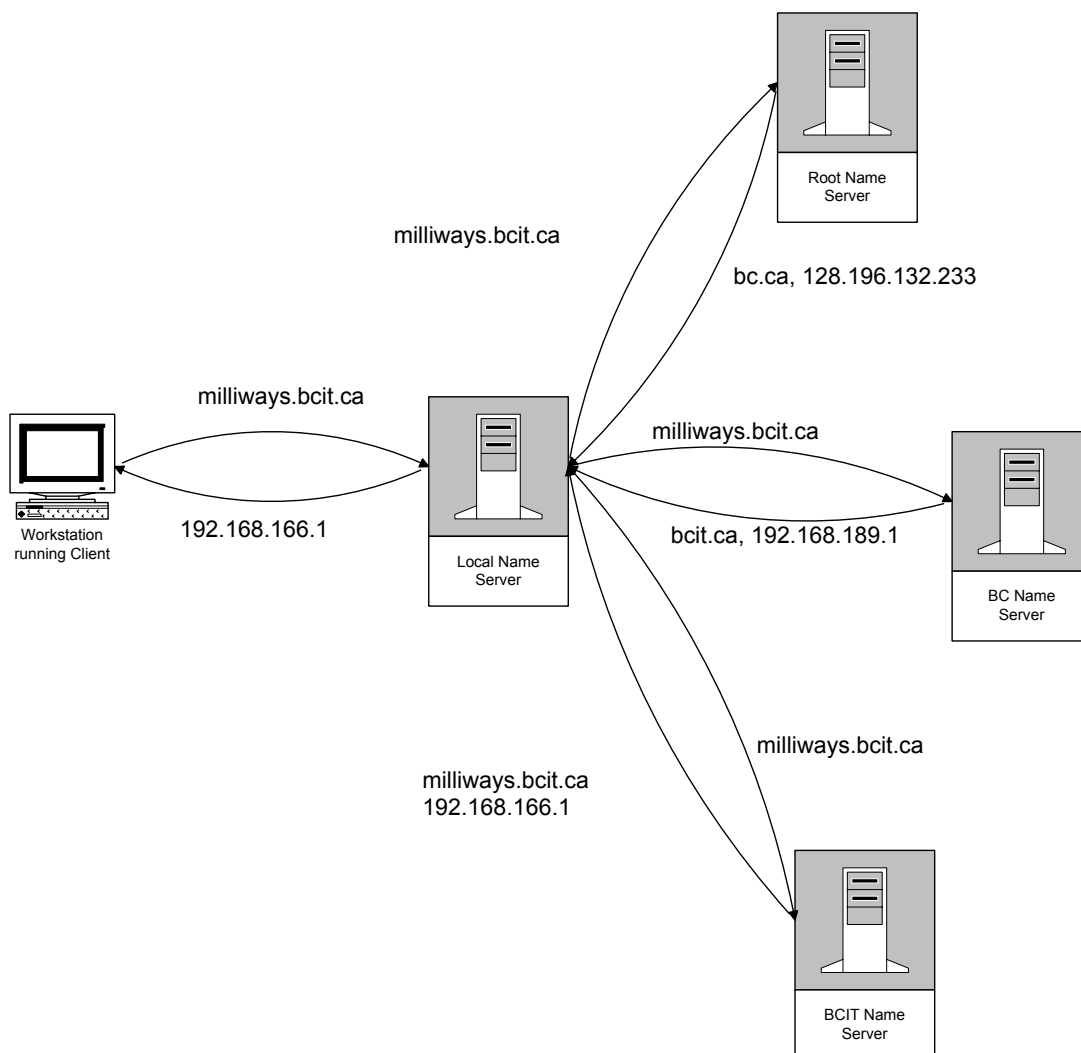 Root Name
Server
milliways.bcit.ca
bc.ca, 128.196.132.233
milliways.bcit.ca
milliways.bcit.ca
192.168.166.1
bcit.ca, 192.168.189.1
Workstation
running Client
Local Name
Server
BC Name
Server
milliways.bcit.ca
milliways.bcit.ca
192.168.166.1
BCIT Name
Server